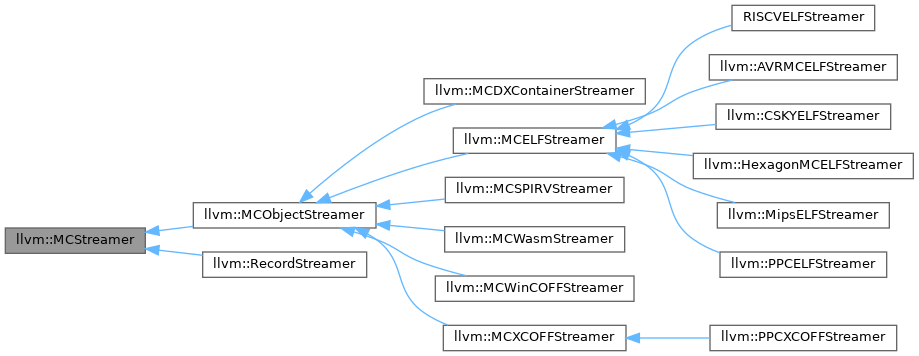 RISCVELFStreamer
llvm::AVRMCELFStreamer
llvm::MCDXContainerStreamer
llvm::CSKYELFStreamer
llvm::MCELFStreamer
llvm::HexagonMCELFStreamer
llvm::MCSPIRVStreamer
llvm::MCObjectStreamer
llvm::MipsELFStreamer
llvm::MCStreamer
llvm::MCWasmStreamer
llvm::RecordStreamer
llvm::PPCELFStreamer
llvm::MCWinCOFFStreamer
llvm::MCXCOFFStreamer
llvm::PPCXCOFFStreamer